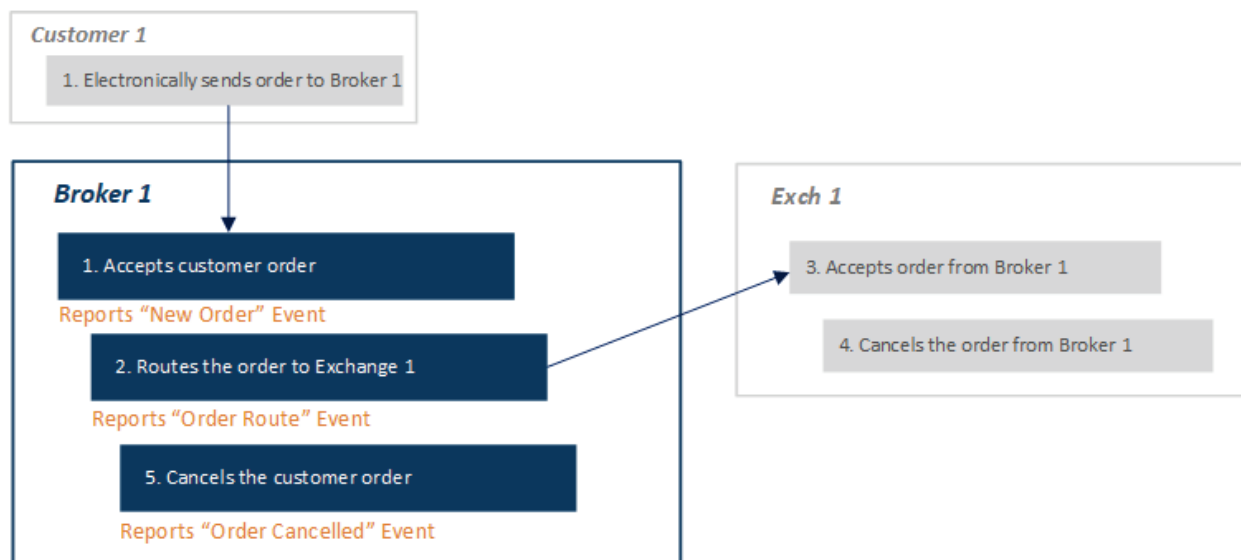 Customer 1
1. Electronically sends order to Broker 1
Broker 1
1. Accepts customer order
Reports “New Order” Event
2. Routes the order to Exchange 1
Reports “Order Route” Event
5. Cancels the customer order
Reports “Order Cancelled” Event
Exch 1
3. Accepts order from Broker 1
4. Cancels the order from Broker 1